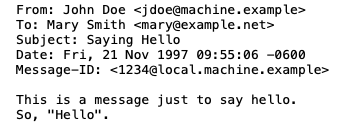 From: John Doe <jdoe@machine.example>
To: Mary Smith <mary@example.net>
Subject: Saying Hello
Date: Fri, 21 Nov 1997 09:55:06 -0600
Message-ID: <1234@local.machine.example>

This is a message just to say hello.
So, "Hello".